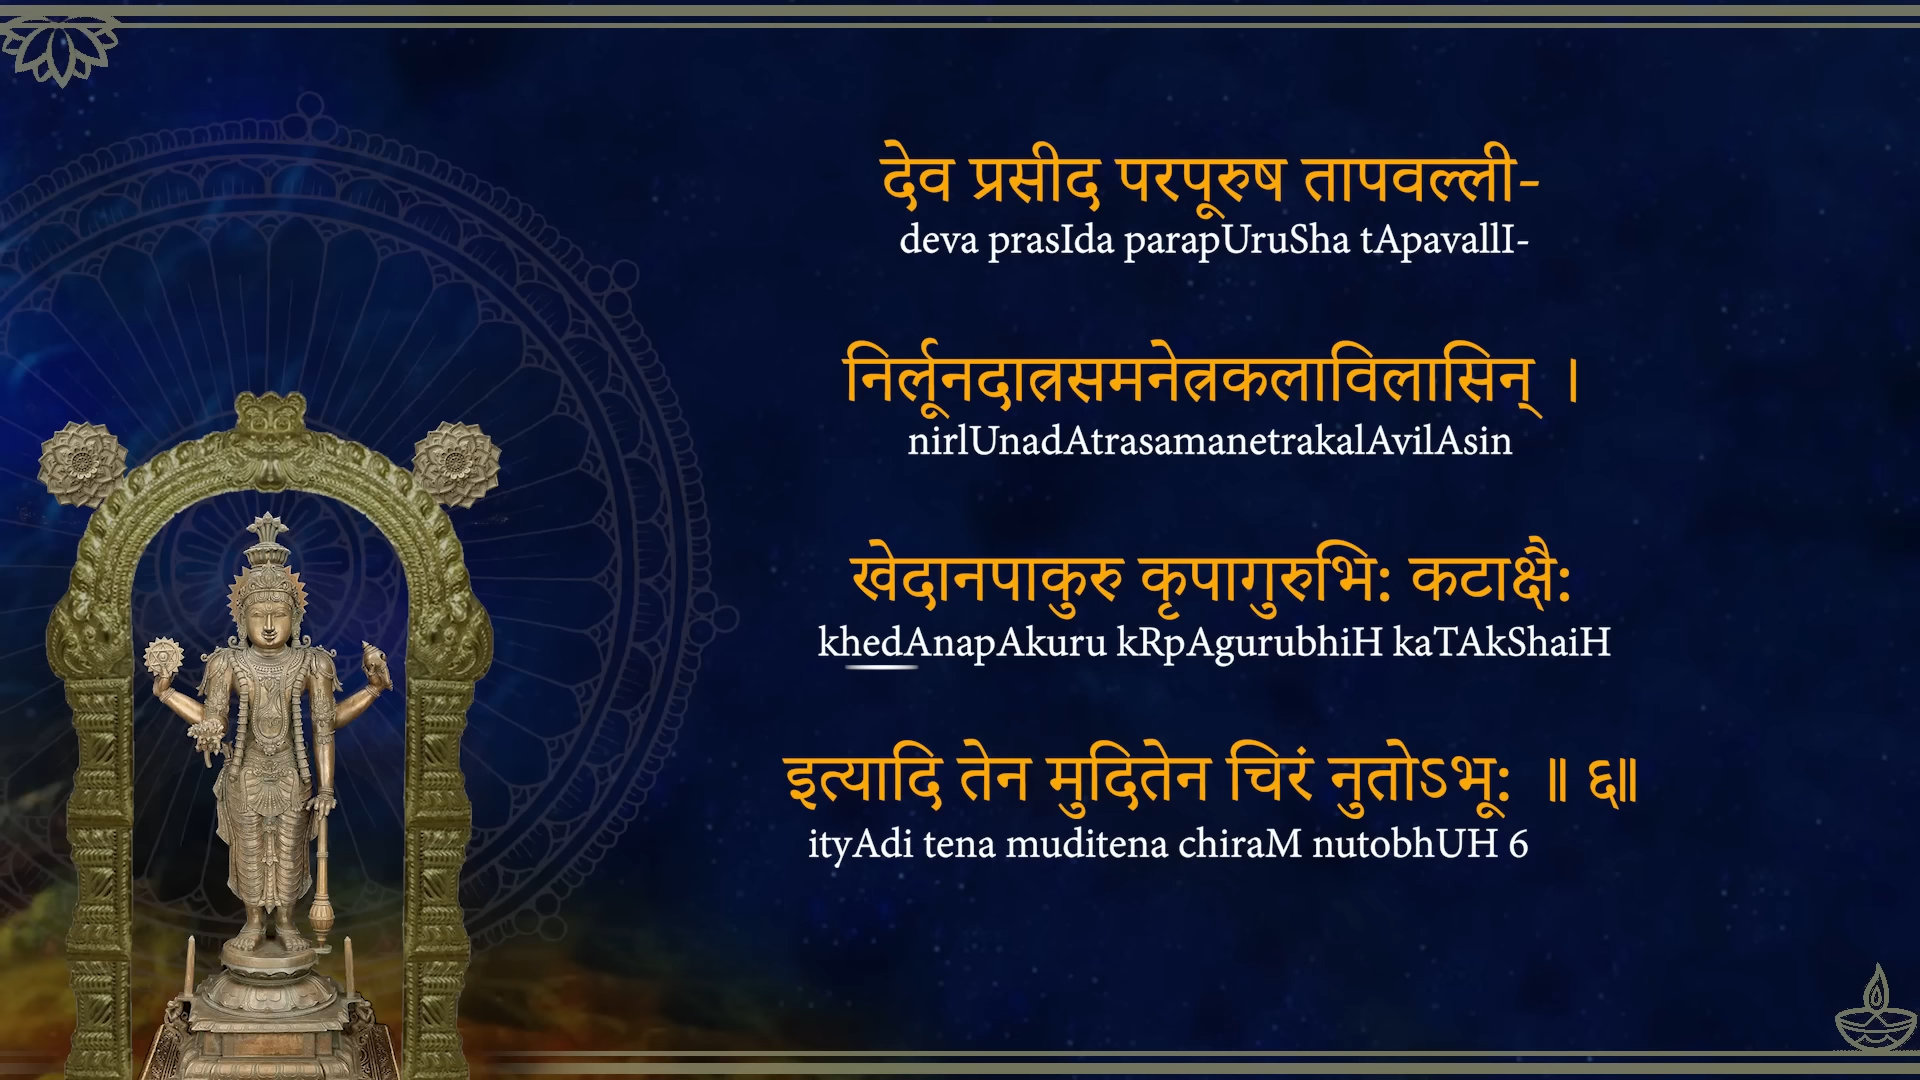 देव प्रसीद परपूरुष तापवल्ली-
deva prasIda parapUruSha tApavallI-
निर्लूनदात्रसमनेत्रकलाविलासिन् ।
nirlUnadAtrasamanetrakalAvilAsin
खेदानपाकुरु कृपागुरुभि: कटाक्षै:
khedAnapAkuru kRpAgurubhiH kaTAkShaiH
इत्यादि तेन मुदितेन चिरं नुतोऽभू: ॥ ६॥
ityAdi tena muditena chiraM nutobhUH 6